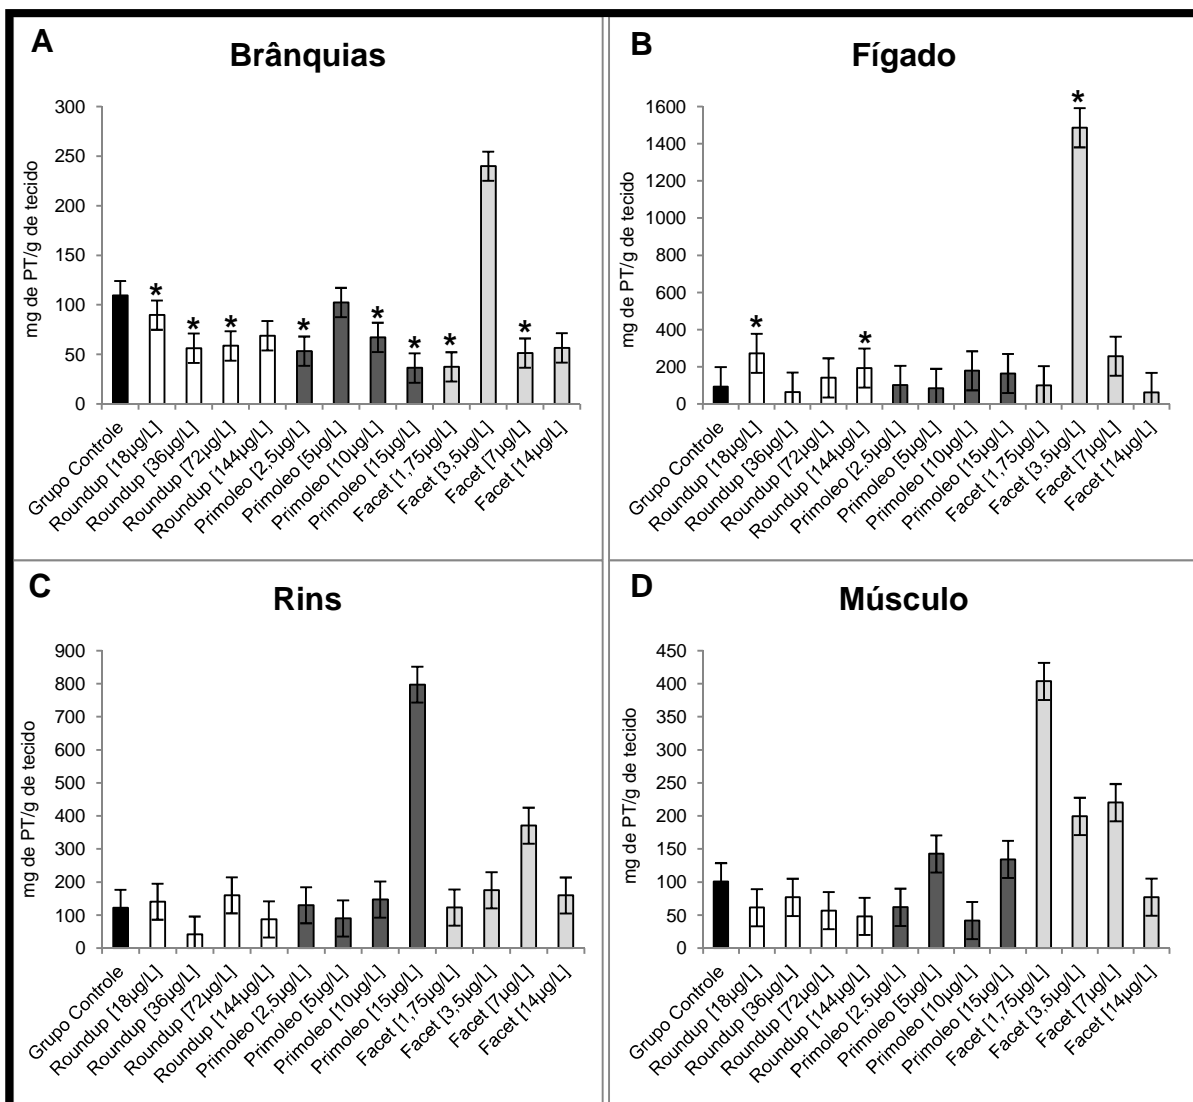 A
Brânquias
mg de PT/g de tecido
300
250
200
150
100
50
0
* * * * * * * *
Grupo Controle
Roundup [18µg/L]
Roundup [36µg/L]
Roundup [72µg/L]
Roundup [144µg/L]
Primoleo [2,5µg/L]
Primoleo [5µg/L]
Primoleo [10µg/L]
Primoleo [15µg/L]
Facet [1,75µg/L]
Facet [3,5µg/L]
Facet [7µg/L]
Facet [14µg/L]
B
Fígado
mg de PT/g de tecido
1600
1400
1200
1000
800
600
400
200
0
* * *
Grupo Controle
Roundup [18µg/L]
Roundup [36µg/L]
Roundup [72µg/L]
Roundup [144µg/L]
Primoleo [2,5µg/L]
Primoleo [5µg/L]
Primoleo [10µg/L]
Primoleo [15µg/L]
Facet [1,75µg/L]
Facet [3,5µg/L]
Facet [7µg/L]
Facet [14µg/L]
C
Rins
mg de PT/g de tecido
900
800
700
600
500
400
300
200
100
0
Grupo Controle
Roundup [18µg/L]
Roundup [36µg/L]
Roundup [72µg/L]
Roundup [144µg/L]
Primoleo [2,5µg/L]
Primoleo [5µg/L]
Primoleo [10µg/L]
Primoleo [15µg/L]
Facet [1,75µg/L]
Facet [3,5µg/L]
Facet [7µg/L]
Facet [14µg/L]
D
Músculo
mg de PT/g de tecido
450
400
350
300
250
200
150
100
50
0
Grupo Controle
Roundup [18µg/L]
Roundup [36µg/L]
Roundup [72µg/L]
Roundup [144µg/L]
Primoleo [2,5µg/L]
Primoleo [5µg/L]
Primoleo [10µg/L]
Primoleo [15µg/L]
Facet [1,75µg/L]
Facet [3,5µg/L]
Facet [7µg/L]
Facet [14µg/L]